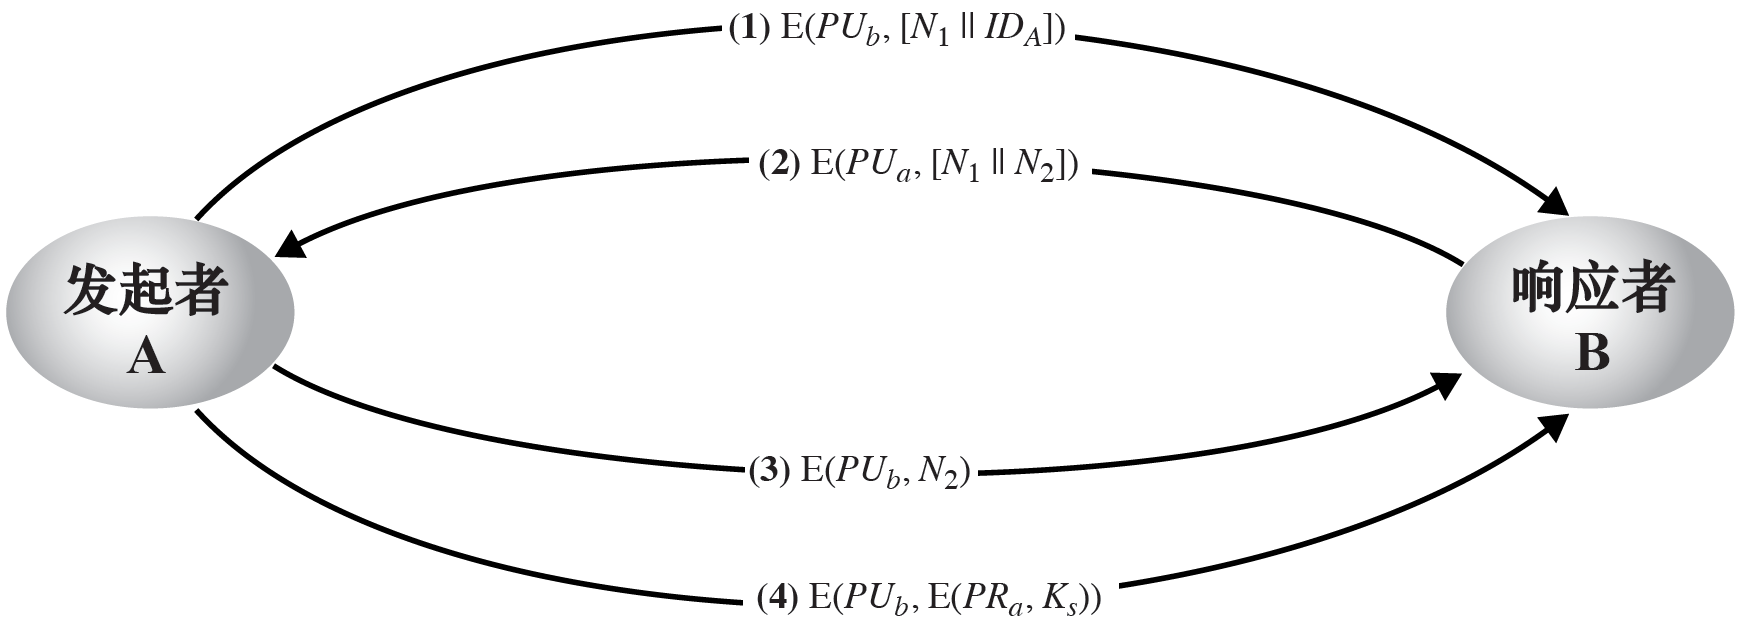 (1) E(PU_b, [N_1 || ID_A])
(2) E(PU_a, [N_1 || N_2])
发起者
A
响应者
B
(3) E(PU_b, N_2)
(4) E(PU_b, E(PR_a, K_s))